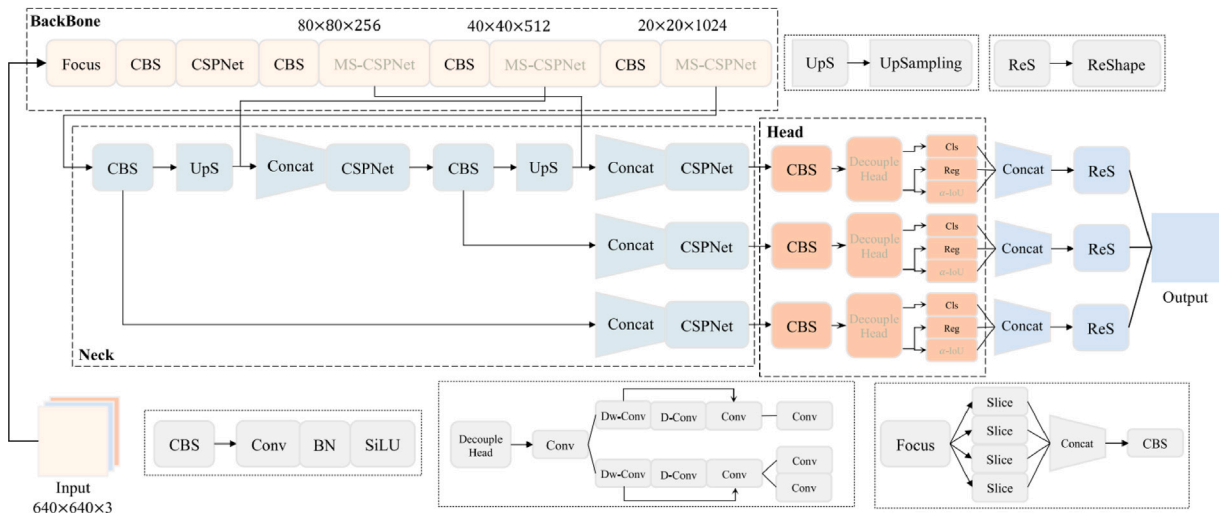 BackBone
80×80×256 40×40×512 20×20×1024
Focus CBS CSPNet CBS MS-CSPNet CBS MS-CSPNet CBS MS-CSPNet
UpS UpSampling
ReS ReShape
Head
CBS UpS Concat CSPNet CBS UpS Concat CSPNet
CBS Decouple Head Cls Reg α-IoU Concat ReS
Concat CSPNet CBS Decouple Head Cls Reg α-IoU Concat ReS
Output
Concat CSPNet CBS Decouple Head Cls Reg α-IoU Concat ReS
Neck
Input
640×640×3
CBS Conv BN SiLU
Decouple Head Conv
Dw-Conv D-Conv Conv Conv
Dw-Conv D-Conv Conv Conv
Conv
Focus
Slice
Slice
Slice
Slice
Concat CBS